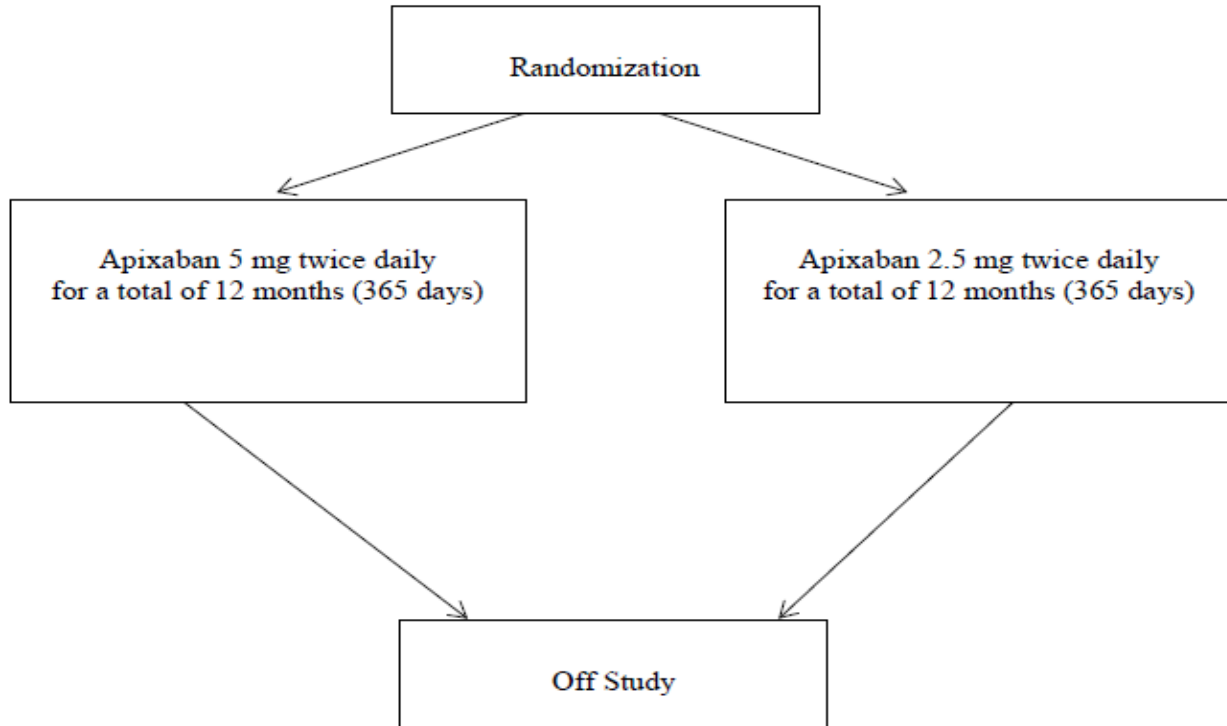 Randomization
Apixaban 5 mg twice daily
for a total of 12 months (365 days)
Apixaban 2.5 mg twice daily
for a total of 12 months (365 days)
Off Study